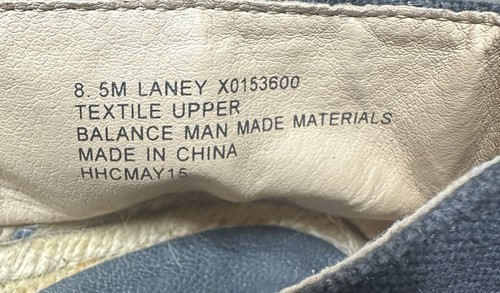 8.5M LANEY X0153600
TEXTILE UPPER
BALANCE MAN MADE MATERIALS
MADE IN CHINA
HHCMAY15